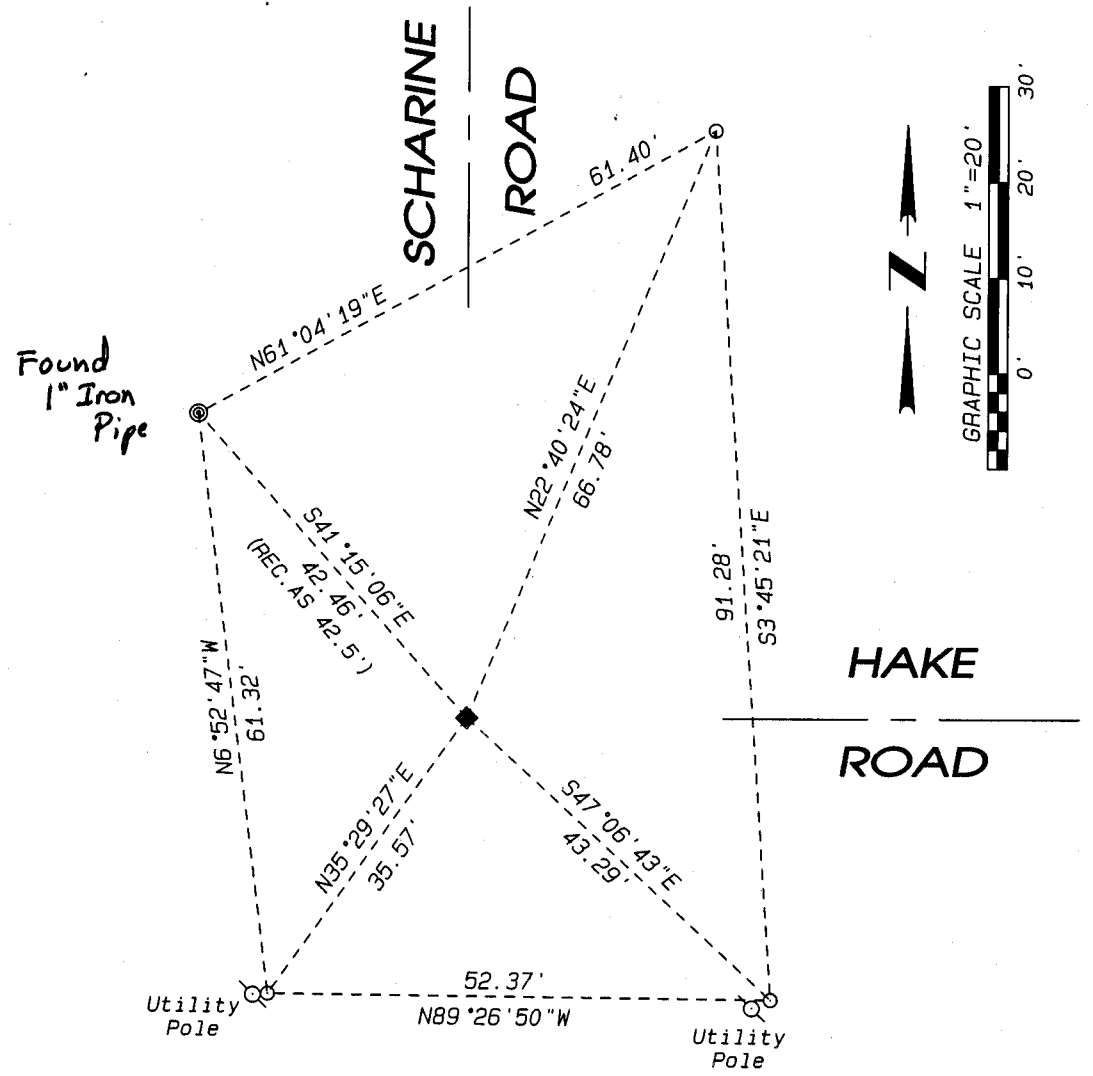 SCHARINE
ROAD
61.40'
N61°04'19"E
Found
1" Iron
Pipe
N22°40'24"E
66.78'
S41°15'06"E
42.46'
(REC.AS 42.5')
N6°52'47"W
61.32'
91.28'
S3°45'21"E
HAKE
ROAD
N35°29'27"E
35.57'
S47°06'43"E
43.29'
52.37'
N89°26'50"W
Utility
Pole
Utility
Pole
N
GRAPHIC SCALE 1"=20'
0' 10' 20' 30'